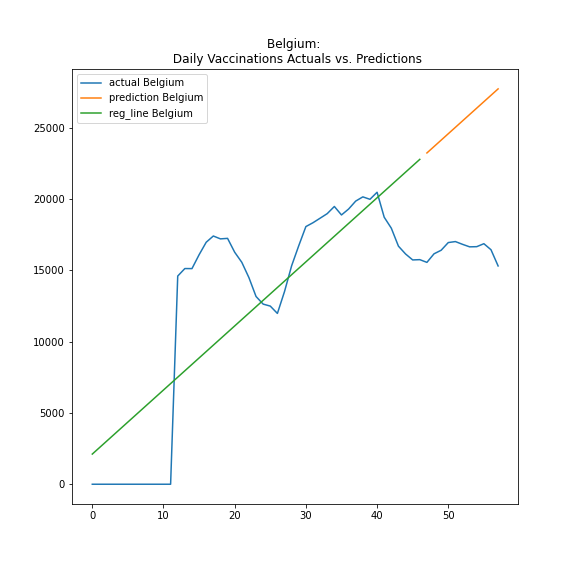 Belgium:
Daily Vaccinations Actuals vs. Predictions
actual Belgium
prediction Belgium
reg_line Belgium
25000
20000
15000
10000
5000
0
0 10 20 30 40 50